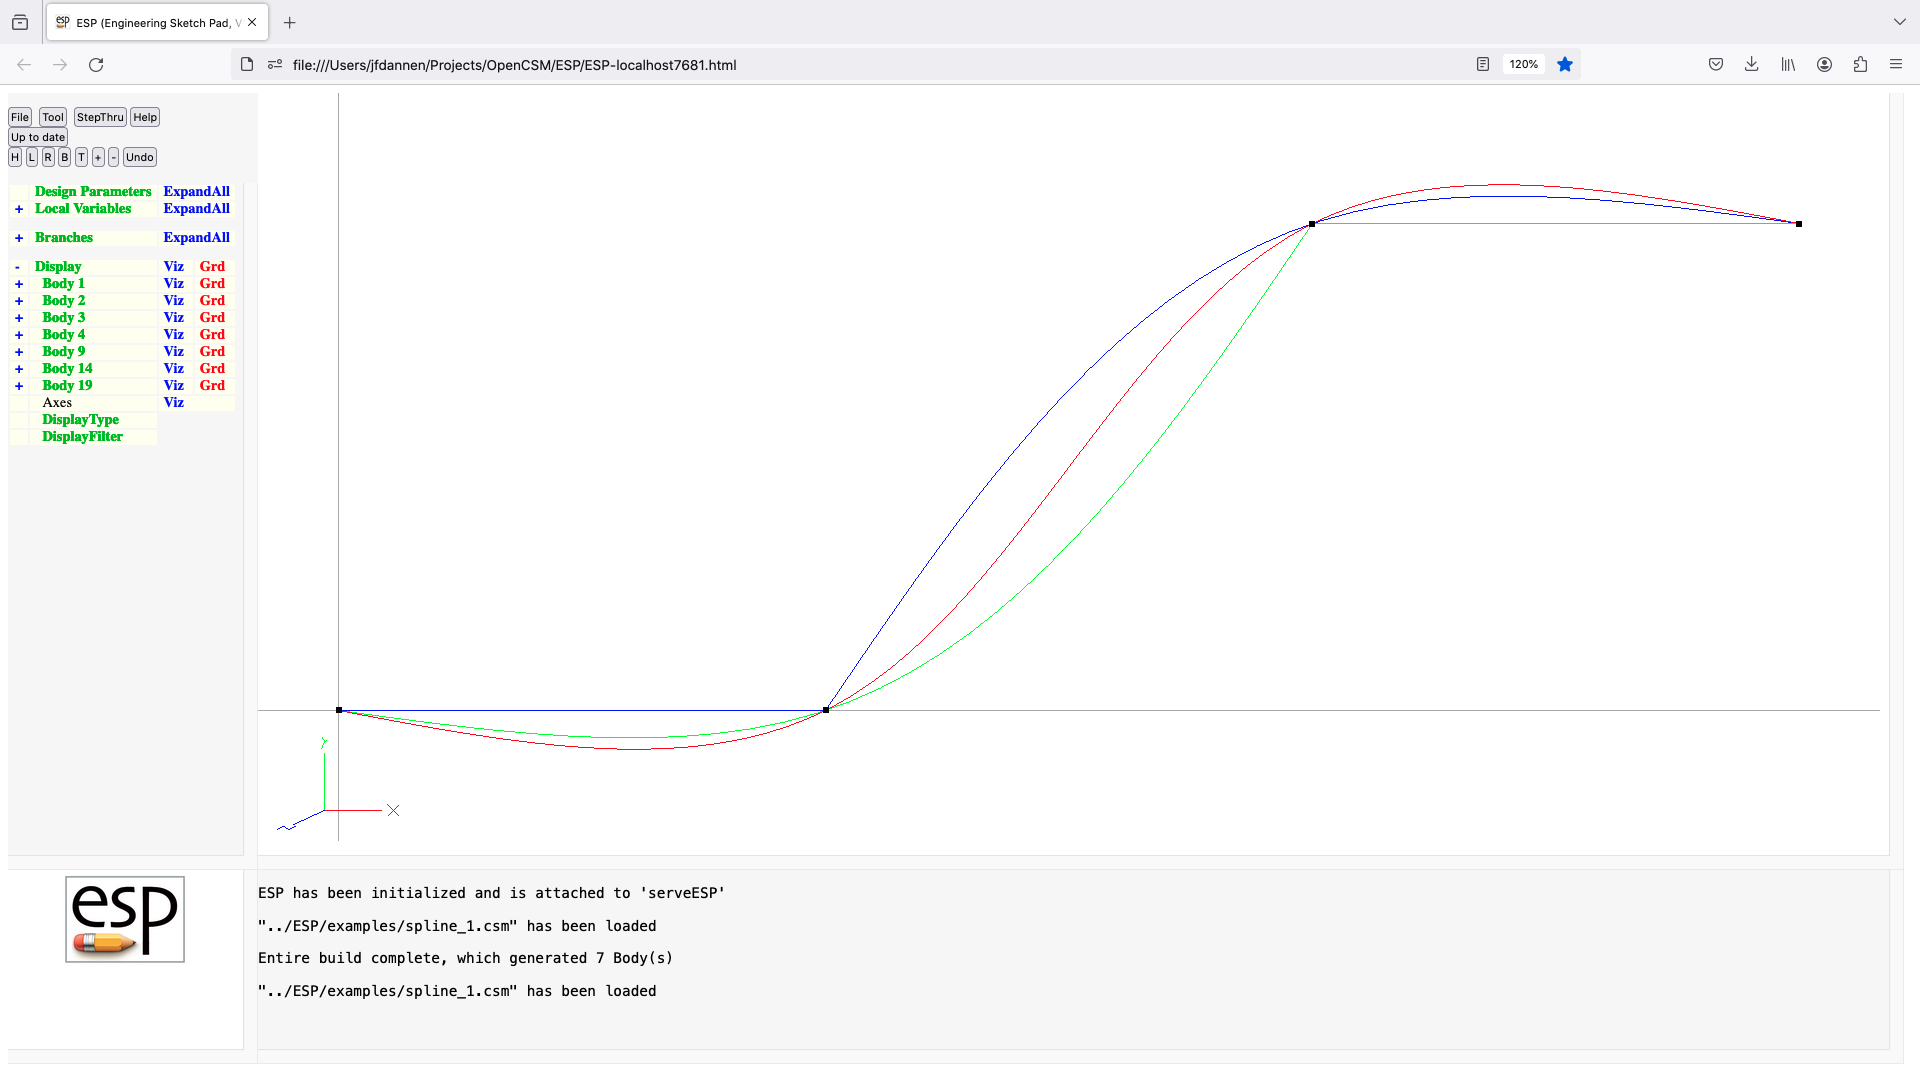 ESP (Engineering Sketch Pad, V
file:///Users/jfdannen/Projects/OpenCSM/ESP/ESP-localhost7681.html
120%
File Tool StepThru Help
Up to date
H L R B T + - Undo
Design Parameters ExpandAll
+ Local Variables ExpandAll
+ Branches ExpandAll
- Display Viz Grd
+ Body 1 Viz Grd
+ Body 2 Viz Grd
+ Body 3 Viz Grd
+ Body 4 Viz Grd
+ Body 9 Viz Grd
+ Body 14 Viz Grd
+ Body 19 Viz Grd
Axes Viz
DisplayType
DisplayFilter
Y
X
Z
esp
ESP has been initialized and is attached to 'serveESP'
"../ESP/examples/spline_1.csm" has been loaded
Entire build complete, which generated 7 Body(s)
"../ESP/examples/spline_1.csm" has been loaded